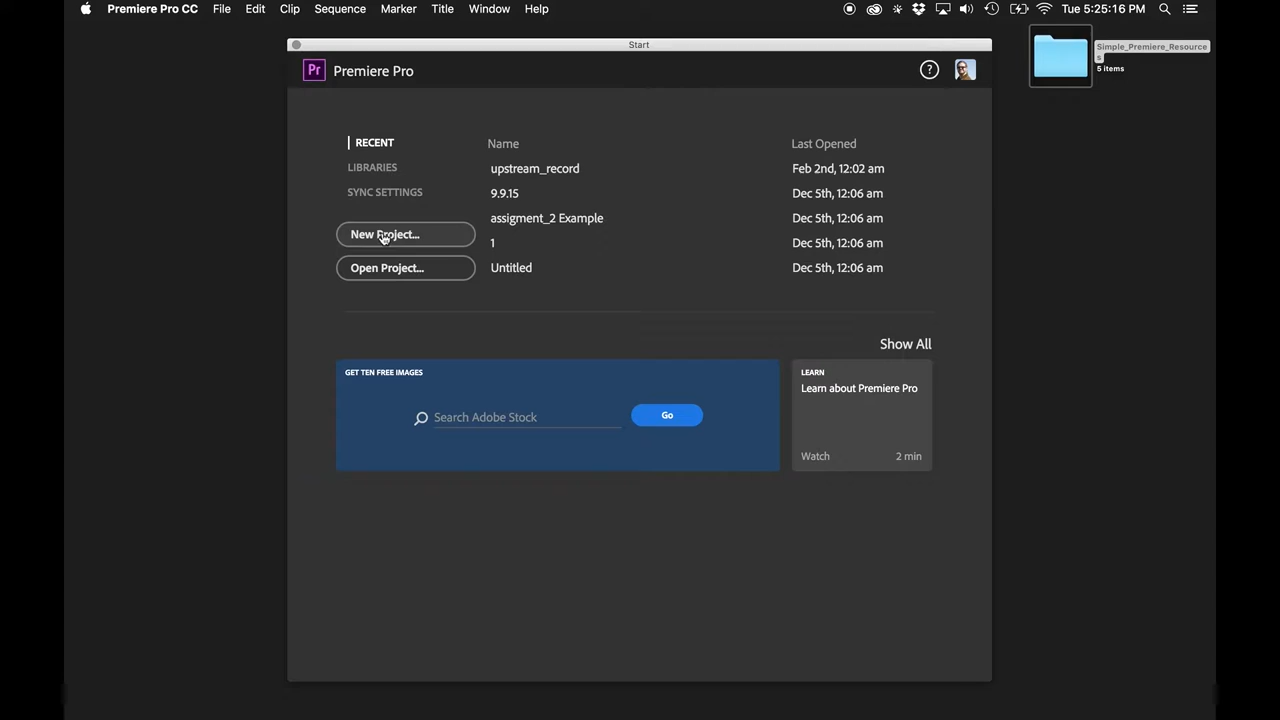 Premiere Pro CC File Edit Clip Sequence Marker Title Window Help Tue 5:25:16 PM
Start
Simple_Premiere_Resource
s
5 items
Pr Premiere Pro ?
RECENT Name Last Opened
LIBRARIES upstream_record Feb 2nd, 12:02 am
SYNC SETTINGS 9.9.15 Dec 5th, 12:06 am
assigment_2 Example Dec 5th, 12:06 am
New Project... 1 Dec 5th, 12:06 am
Open Project... Untitled Dec 5th, 12:06 am
Show All
GET TEN FREE IMAGES LEARN
Learn about Premiere Pro
Search Adobe Stock Go
Watch 2 min